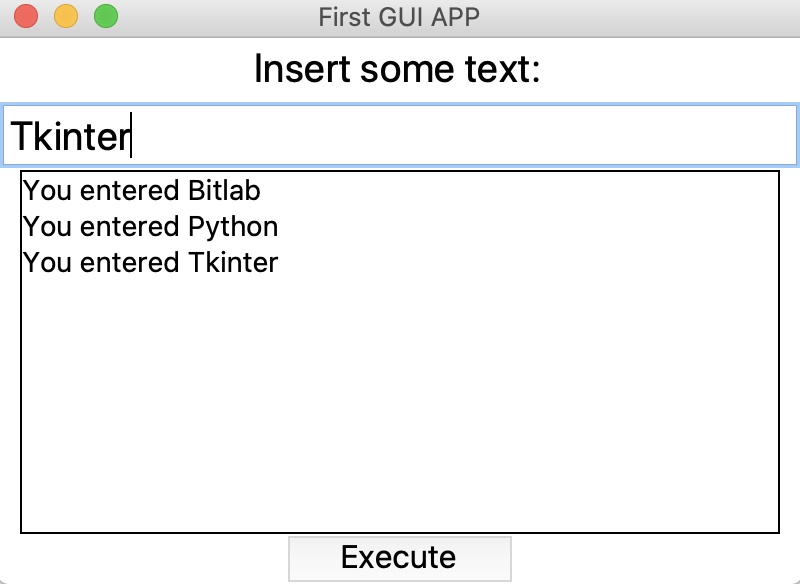 First GUI APP
Insert some text:
Tkinter
You entered Bitlab
You entered Python
You entered Tkinter
Execute